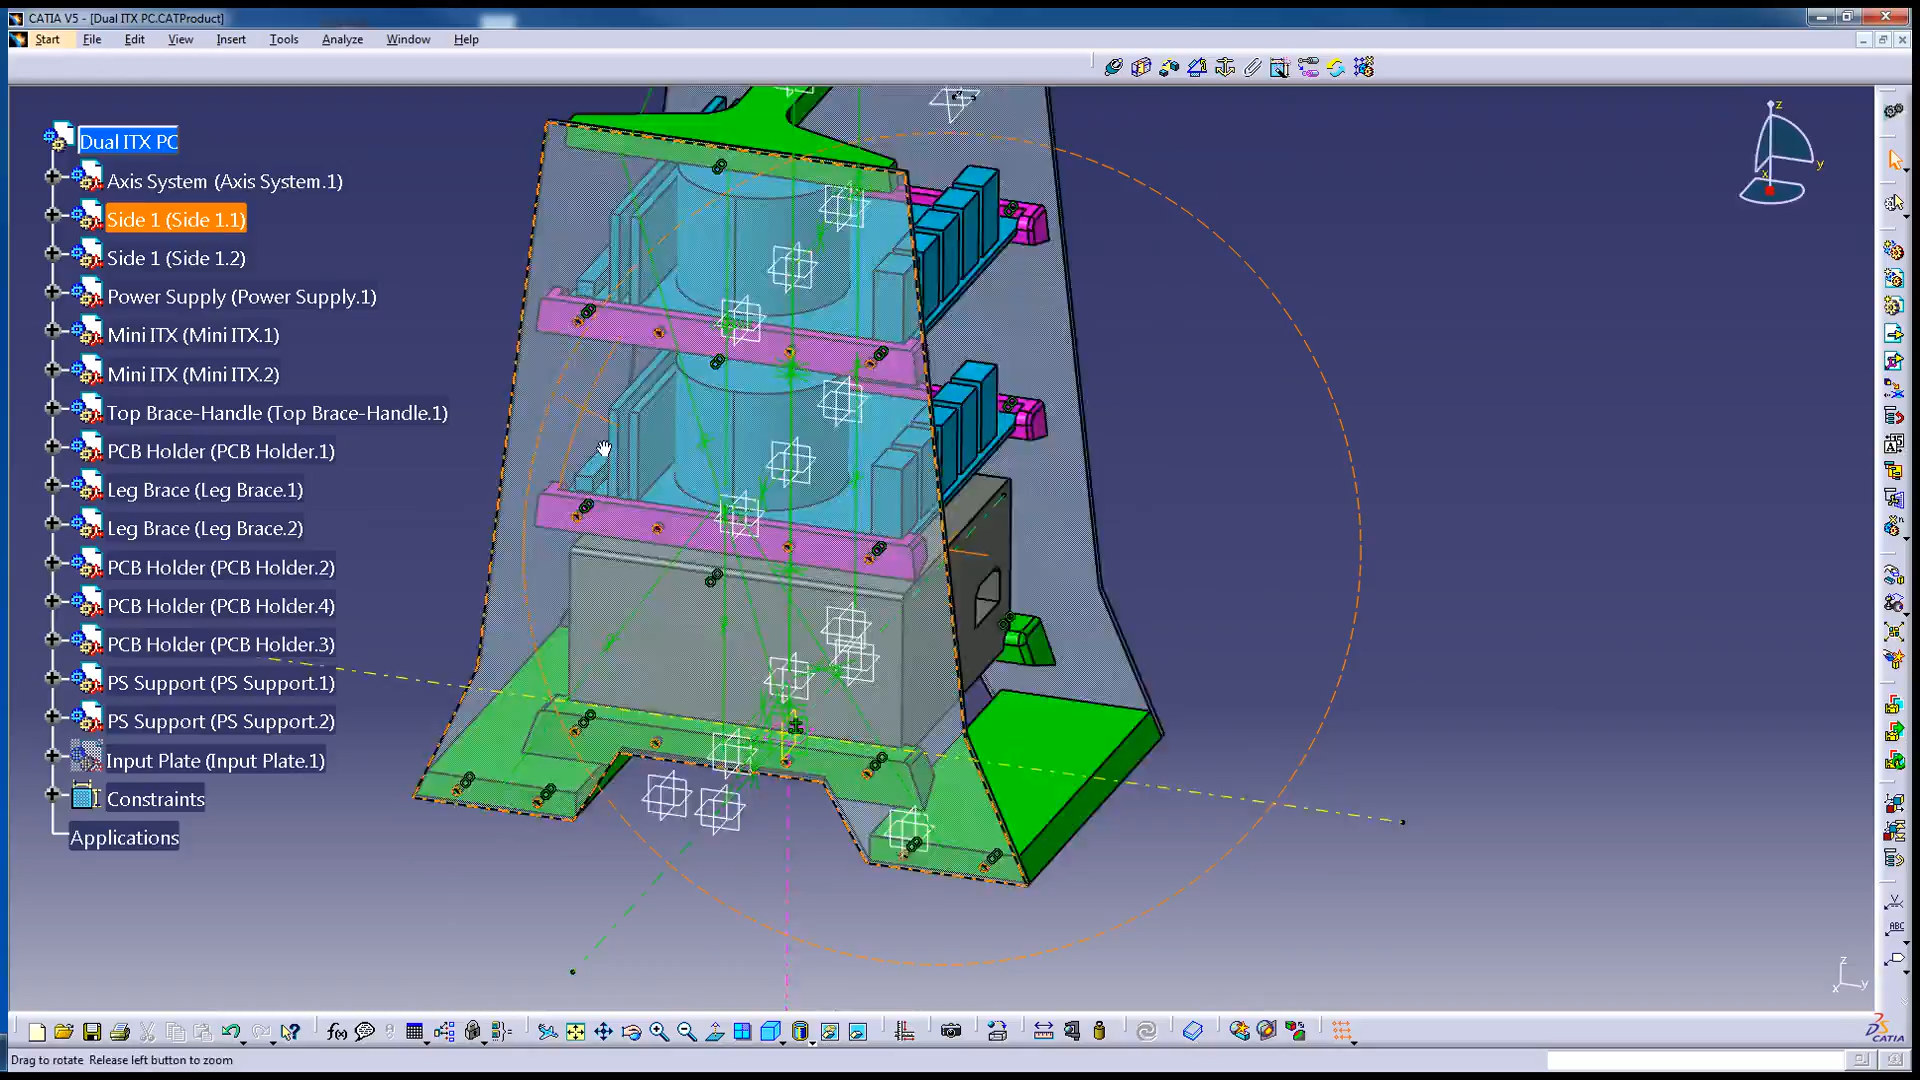 CATIA V5 - [Dual ITX PC.CATProduct]
Start File Edit View Insert Tools Analyze Window Help
Dual ITX PC
Axis System (Axis System.1)
Side 1 (Side 1.1)
Side 1 (Side 1.2)
Power Supply (Power Supply.1)
Mini ITX (Mini ITX.1)
Mini ITX (Mini ITX.2)
Top Brace-Handle (Top Brace-Handle.1)
PCB Holder (PCB Holder.1)
Leg Brace (Leg Brace.1)
Leg Brace (Leg Brace.2)
PCB Holder (PCB Holder.2)
PCB Holder (PCB Holder.4)
PCB Holder (PCB Holder.3)
PS Support (PS Support.1)
PS Support (PS Support.2)
Input Plate (Input Plate.1)
Constraints
Applications
z
y
x
z
x
y
ABC
f(x)
CATIA
Drag to rotate Release left button to zoom